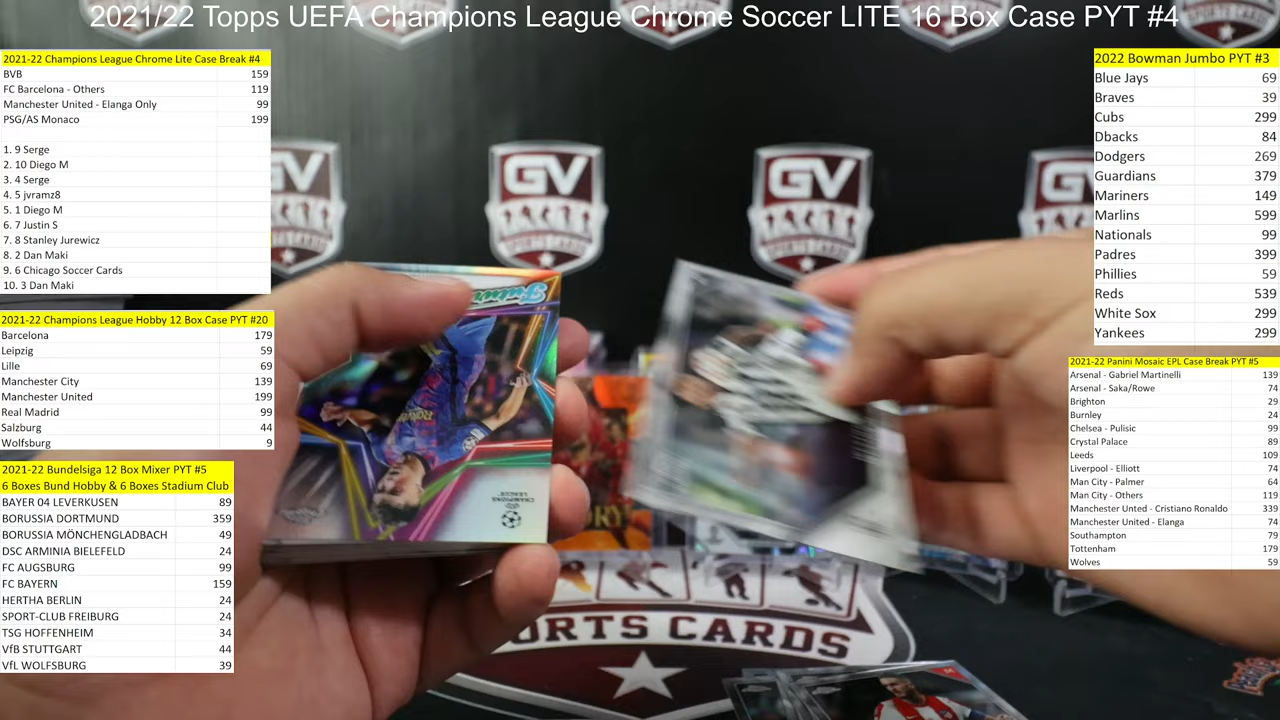 2021/22 Topps UEFA Champions League Chrome Soccer LITE 16 Box Case PYT #4
2021-22 Champions League Chrome Lite Case Break #4
BVB 159
FC Barcelona - Others 119
Manchester United - Elanga Only 99
PSG/AS Monaco 199
1. 9 Serge
2. 10 Diego M
3. 4 Serge
4. 5 jvramz8
5. 1 Diego M
6. 7 Justin S
7. 8 Stanley Jurewicz
8. 2 Dan Maki
9. 6 Chicago Soccer Cards
10. 3 Dan Maki
2021-22 Champions League Hobby 12 Box Case PYT #20
Barcelona 179
Leipzig 59
Lille 69
Manchester City 139
Manchester United 199
Real Madrid 99
Salzburg 44
Wolfsburg 9
2021-22 Bundelsiga 12 Box Mixer PYT #5
6 Boxes Bund Hobby & 6 Boxes Stadium Club
BAYER 04 LEVERKUSEN 89
BORUSSIA DORTMUND 359
BORUSSIA MÖNCHENGLADBACH 49
DSC ARMINIA BIELEFELD 24
FC AUGSBURG 99
FC BAYERN 159
HERTHA BERLIN 24
SPORT-CLUB FREIBURG 24
TSG HOFFENHEIM 34
VfB STUTTGART 44
VfL WOLFSBURG 39
2022 Bowman Jumbo PYT #3
Blue Jays 69
Braves 39
Cubs 299
Dbacks 84
Dodgers 269
Guardians 379
Mariners 149
Marlins 599
Nationals 99
Padres 399
Phillies 59
Reds 539
White Sox 299
Yankees 299
2021-22 Panini Mosaic EPL Case Break PYT #5
Arsenal - Gabriel Martinelli 139
Arsenal - Saka/Rowe 74
Brighton 29
Burnley 24
Chelsea - Pulisic 99
Crystal Palace 89
Leeds 109
Liverpool - Elliott 74
Man City - Palmer 64
Man City - Others 119
Manchester Unted - Cristiano Ronaldo 339
Manchester United - Elanga 74
Southampton 79
Tottenham 179
Wolves 59
GV
GV
CHAMPIONS
LEAGUE
ORTS CARDS